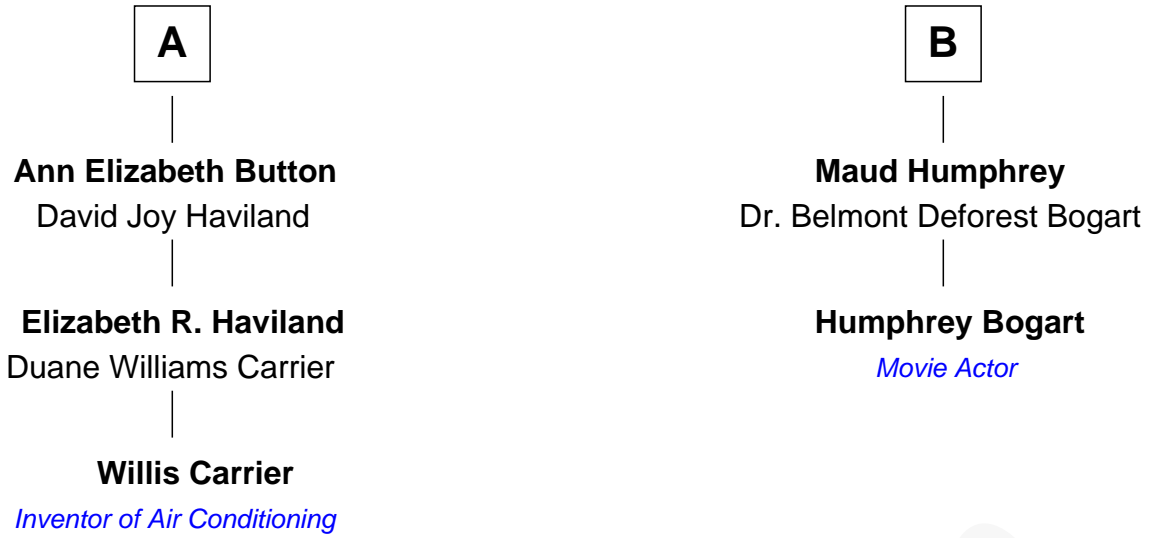 A
Ann Elizabeth Button
David Joy Haviland
Elizabeth R. Haviland
Duane Williams Carrier
Willis Carrier
Inventor of Air Conditioning
B
Maud Humphrey
Dr. Belmont Deforest Bogart
Humphrey Bogart
Movie Actor